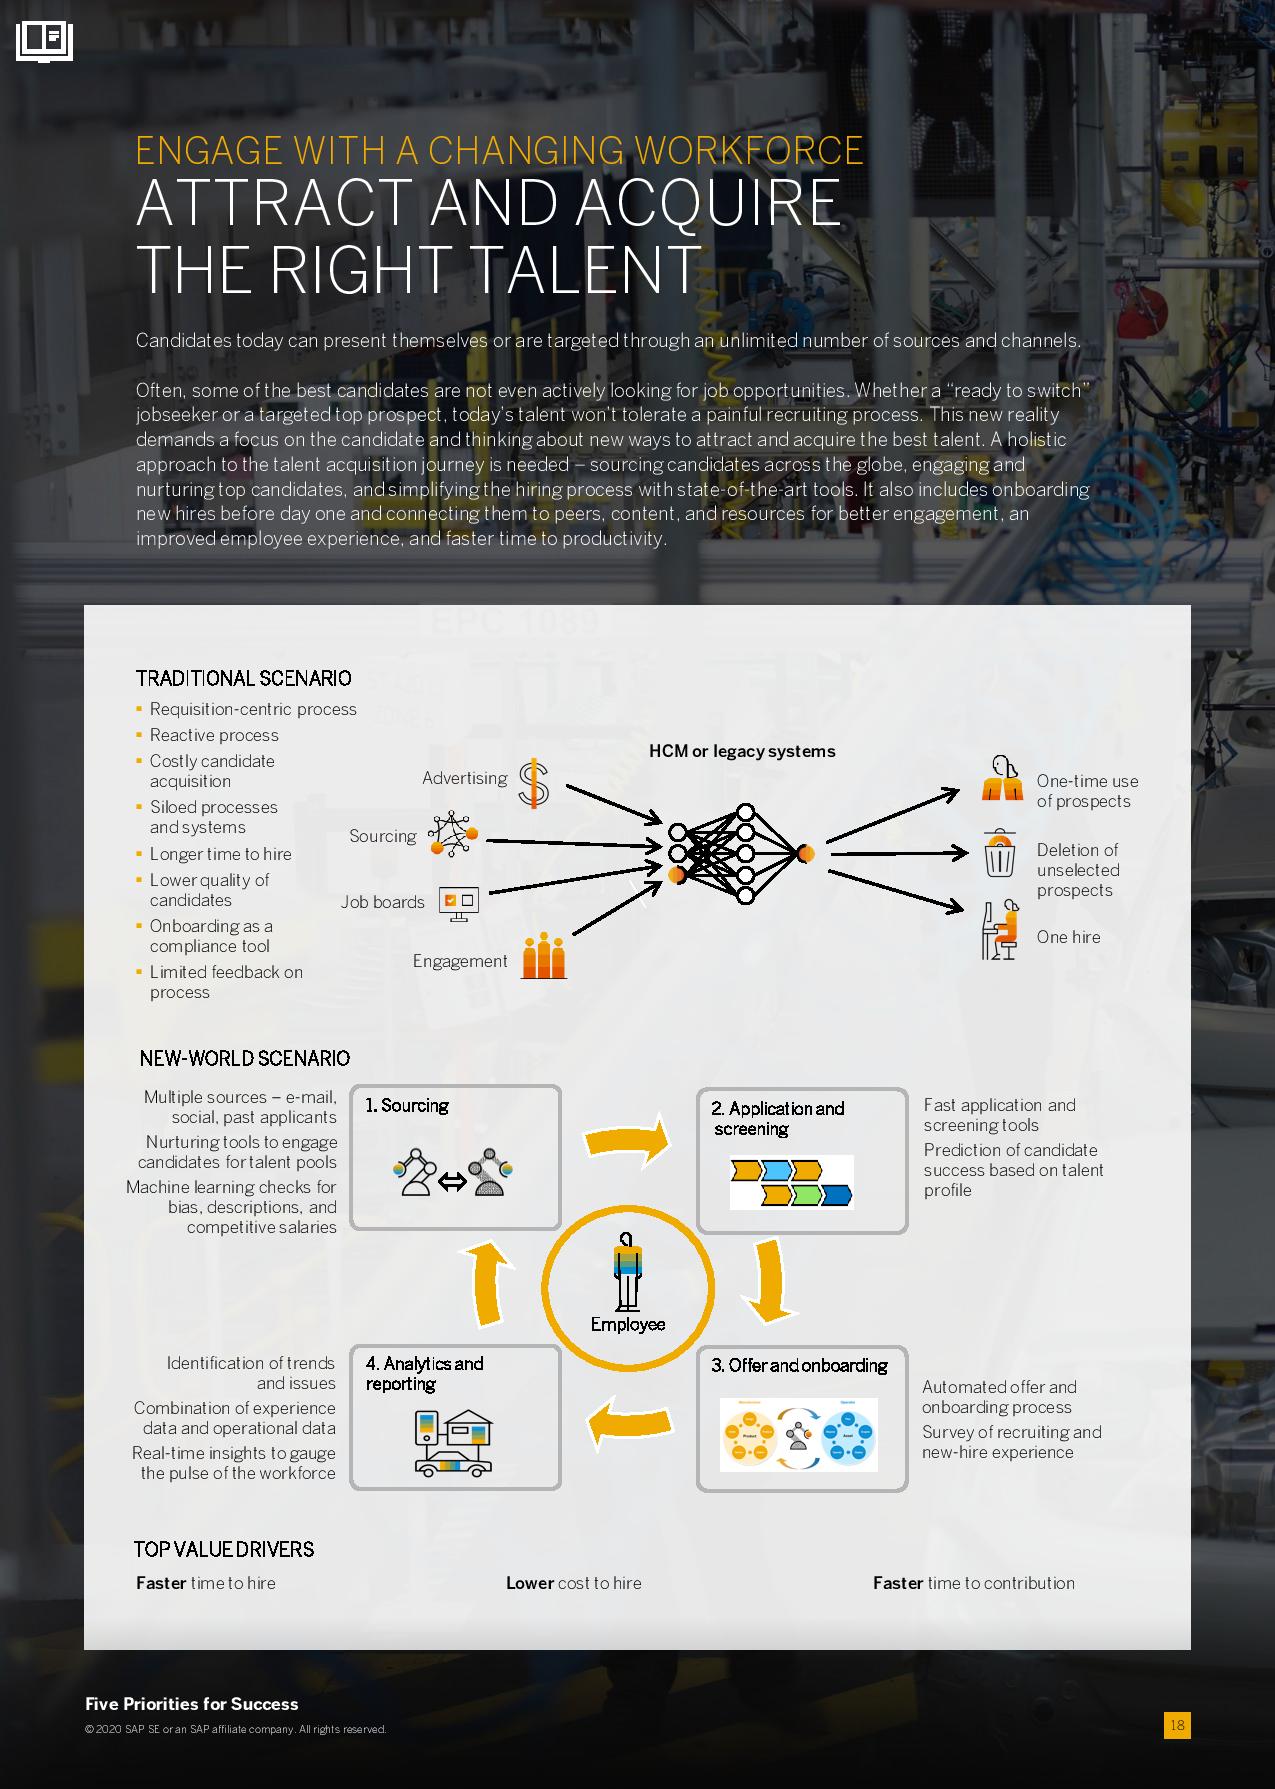 ENGAGE WITH A CHANGING WORKFORCE
ATTRACT AND ACQUIRE
THE RIGHT TALENT
Candidates today can present themselves or are targeted through an unlimited number of sources and channels.
Often, some of the best candidates are not even actively looking for job opportunities. Whether a “ready to switch”
jobseeker or a targeted top prospect, today’s talent won’t tolerate a painful recruiting process. This new reality
demands a focus on the candidate and thinking about new ways to attract and acquire the best talent. A holistic
approach to the talent acquisition journey is needed – sourcing candidates across the globe, engaging and
nurturing top candidates, and simplifying the hiring process with state-of-the-art tools. It also includes onboarding
new hires before day one and connecting them to peers, content, and resources for better engagement, an
improved employee experience, and faster time to productivity.
EPC 1089
TRADITIONAL SCENARIO
Requisition-centric process
Reactive process
Costly candidate
acquisition
Siloed processes
and systems
Longer time to hire
Lower quality of
candidates
Onboarding as a
compliance tool
Limited feedback on
process
Advertising
Sourcing
Job boards
Engagement
HCM or legacy systems
One-time use
of prospects
Deletion of
unselected
prospects
One hire
NEW-WORLD SCENARIO
Multiple sources – e-mail,
social, past applicants
Nurturing tools to engage
candidates for talent pools
Machine learning checks for
bias, descriptions, and
competitive salaries
1. Sourcing
2. Application and
screening
Fast application and
screening tools
Prediction of candidate
success based on talent
profile
Employee
Identification of trends
and issues
Combination of experience
data and operational data
Real-time insights to gauge
the pulse of the workforce
4. Analytics and
reporting
3. Offer and onboarding
Product
Asset
Automated offer and
onboarding process
Survey of recruiting and
new-hire experience
TOP VALUE DRIVERS
Faster time to hire
Lower cost to hire
Faster time to contribution
Five Priorities for Success
© 2020 SAP SE or an SAP affiliate company. All rights reserved.
18